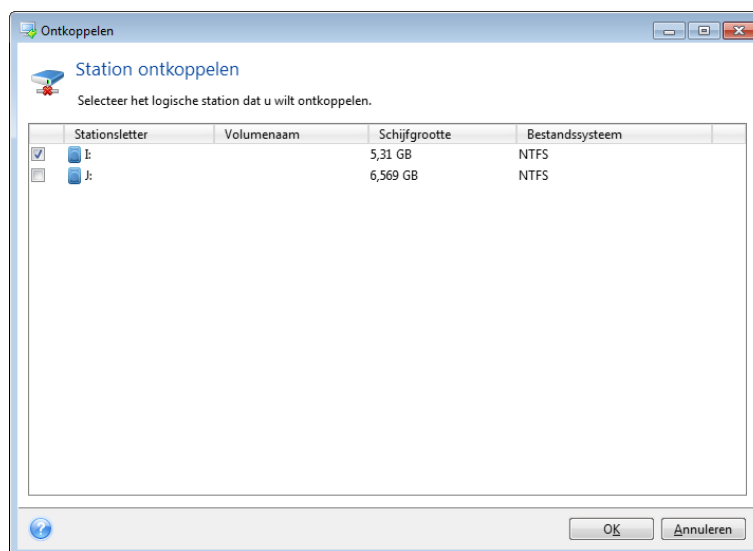 Ontkoppelen
Station ontkoppelen
Selecteer het logische station dat u wilt ontkoppelen.
Stationsletter Volumenaam Schijfgrootte Bestandssysteem
I: 5,31 GB NTFS
J: 6,569 GB NTFS
? OK Annuleren